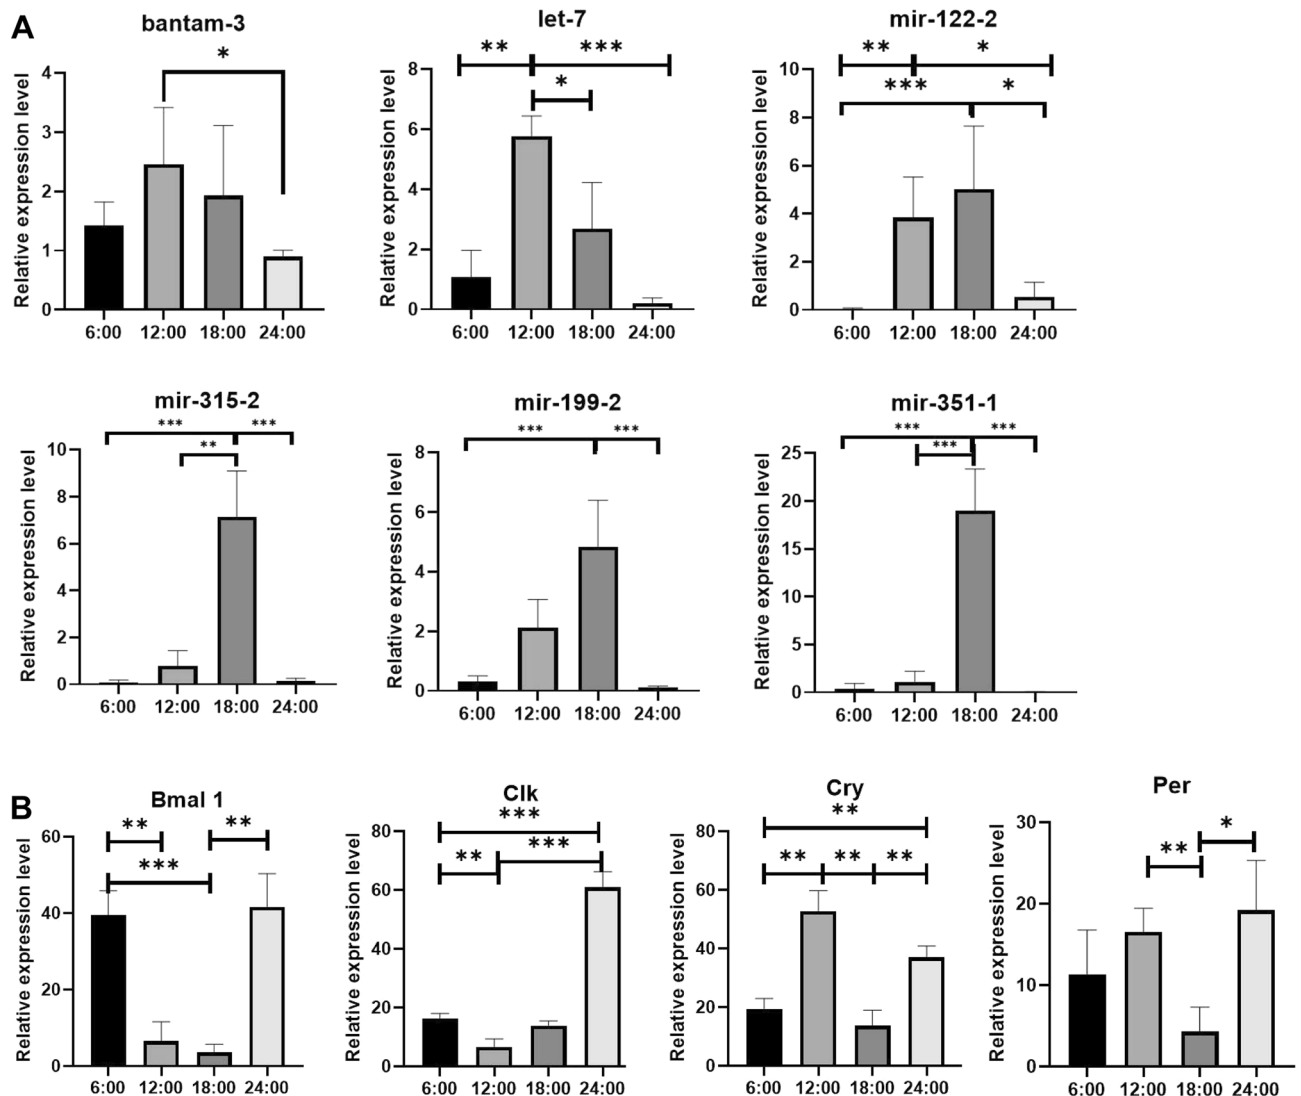 A
bantam-3
*
Relative expression level
4
3
2
1
0
6:00 12:00 18:00 24:00
let-7
** ***
*
Relative expression level
8
6
4
2
0
6:00 12:00 18:00 24:00
mir-122-2
** *
*** *
Relative expression level
10
8
6
4
2
0
6:00 12:00 18:00 24:00
mir-315-2
*** ***
**
Relative expression level
10
8
6
4
2
0
6:00 12:00 18:00 24:00
mir-199-2
*** ***
Relative expression level
8
6
4
2
0
6:00 12:00 18:00 24:00
mir-351-1
*** ***
***
Relative expression level
25
20
15
10
5
0
6:00 12:00 18:00 24:00
B
Bmal 1
** **
***
Relative expression level
60
40
20
0
6:00 12:00 18:00 24:00
Clk
***
** ***
Relative expression level
80
60
40
20
0
6:00 12:00 18:00 24:00
Cry
**
** ** **
Relative expression level
80
60
40
20
0
6:00 12:00 18:00 24:00
Per
*
**
Relative expression level
30
20
10
0
6:00 12:00 18:00 24:00